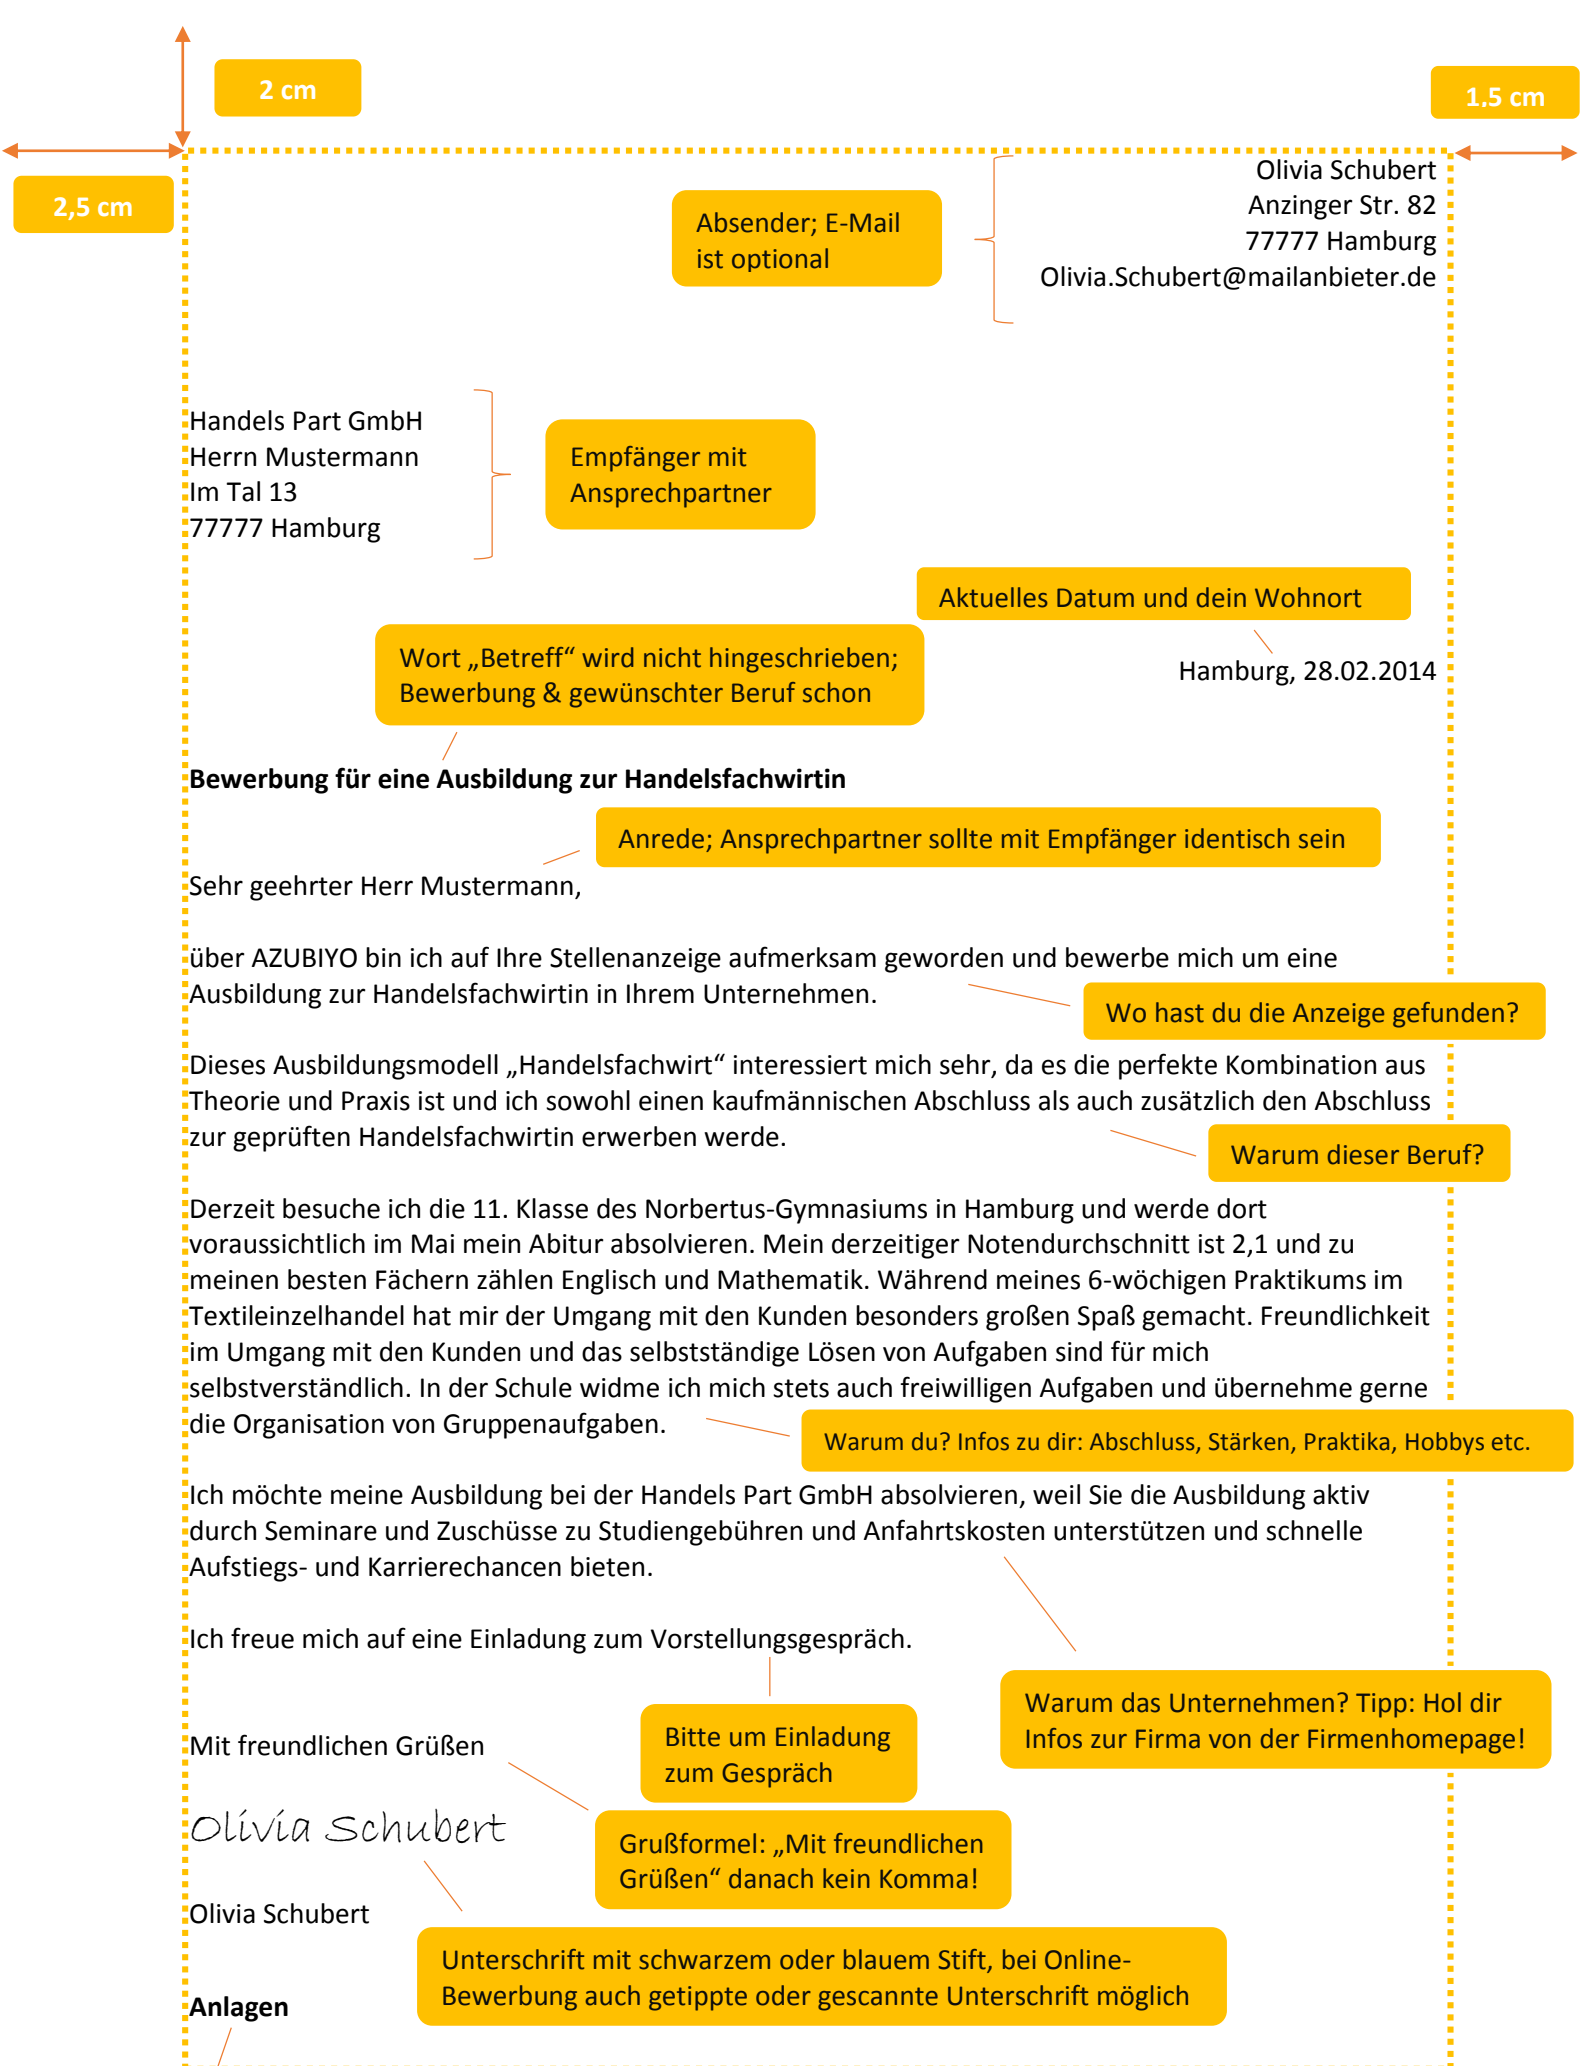 2 cm
1,5 cm
2,5 cm
Olivia Schubert
Anzinger Str. 82
77777 Hamburg
Olivia.Schubert@mailanbieter.de
Absender; E-Mail
ist optional
Handels Part GmbH
Herrn Mustermann
Im Tal 13
77777 Hamburg
Empfänger mit
Ansprechpartner
Aktuelles Datum und dein Wohnort
Hamburg, 28.02.2014
Wort „Betreff“ wird nicht hingeschrieben;
Bewerbung & gewünschter Beruf schon
Bewerbung für eine Ausbildung zur Handelsfachwirtin
Anrede; Ansprechpartner sollte mit Empfänger identisch sein
Sehr geehrter Herr Mustermann,
über AZUBIYO bin ich auf Ihre Stellenanzeige aufmerksam geworden und bewerbe mich um eine
Ausbildung zur Handelsfachwirtin in Ihrem Unternehmen.
Wo hast du die Anzeige gefunden?
Dieses Ausbildungsmodell „Handelsfachwirt“ interessiert mich sehr, da es die perfekte Kombination aus
Theorie und Praxis ist und ich sowohl einen kaufmännischen Abschluss als auch zusätzlich den Abschluss
zur geprüften Handelsfachwirtin erwerben werde.
Warum dieser Beruf?
Derzeit besuche ich die 11. Klasse des Norbertus-Gymnasiums in Hamburg und werde dort
voraussichtlich im Mai mein Abitur absolvieren. Mein derzeitiger Notendurchschnitt ist 2,1 und zu
meinen besten Fächern zählen Englisch und Mathematik. Während meines 6-wöchigen Praktikums im
Textileinzelhandel hat mir der Umgang mit den Kunden besonders großen Spaß gemacht. Freundlichkeit
im Umgang mit den Kunden und das selbstständige Lösen von Aufgaben sind für mich
selbstverständlich. In der Schule widme ich mich stets auch freiwilligen Aufgaben und übernehme gerne
die Organisation von Gruppenaufgaben.
Warum du? Infos zu dir: Abschluss, Stärken, Praktika, Hobbys etc.
Ich möchte meine Ausbildung bei der Handels Part GmbH absolvieren, weil Sie die Ausbildung aktiv
durch Seminare und Zuschüsse zu Studiengebühren und Anfahrtskosten unterstützen und schnelle
Aufstiegs- und Karrierechancen bieten.
Ich freue mich auf eine Einladung zum Vorstellungsgespräch.
Warum das Unternehmen? Tipp: Hol dir
Infos zur Firma von der Firmenhomepage!
Bitte um Einladung
zum Gespräch
Mit freundlichen Grüßen
Olivia Schubert
Grußformel: „Mit freundlichen
Grüßen“ danach kein Komma!
Olivia Schubert
Unterschrift mit schwarzem oder blauem Stift, bei Online-
Bewerbung auch getippte oder gescannte Unterschrift möglich
Anlagen